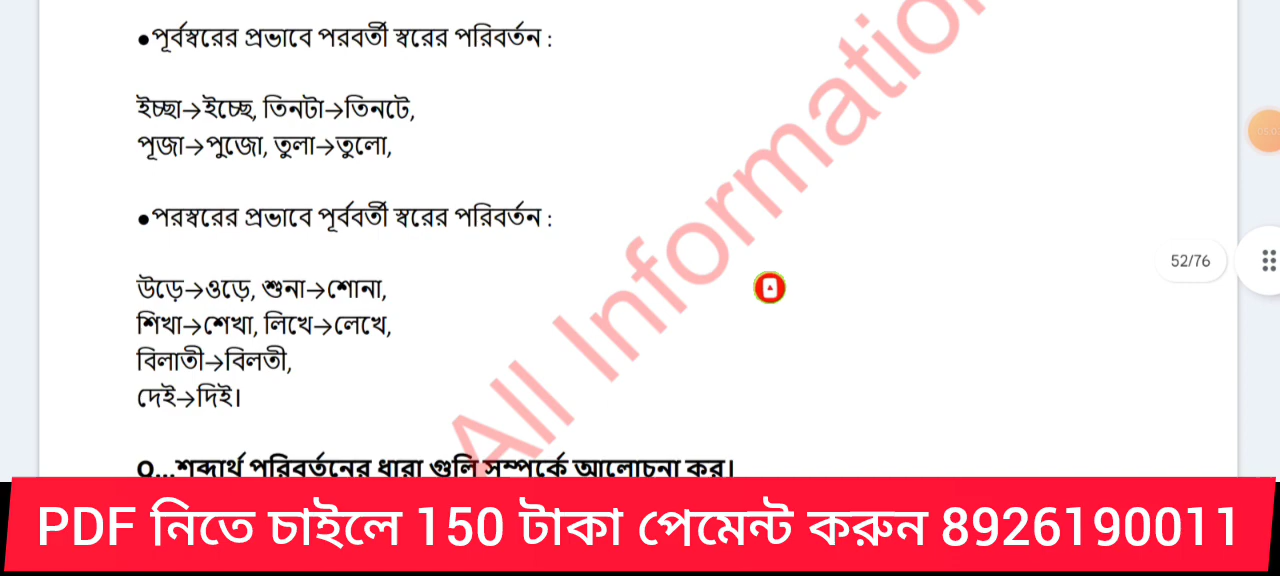 ●পূর্বস্বরের প্রভাবে পরবর্তী স্বরের পরিবর্তন :
ইচ্ছা→ইচ্ছে, তিনটা→তিনটে,
পূজা→পুজো, তুলা→তুলো,
●পরস্বরের প্রভাবে পূর্ববর্তী স্বরের পরিবর্তন :
উড়ে→ওড়ে, শুনা→শোনা,
শিখা→শেখা, লিখে→লেখে,
বিলাতী→বিলতী,
দেই→দিই।
Q...শব্দার্থ পরিবর্তনের ধারা গুলি সম্পর্কে আলোচনা কর।
All Informatio
52/76
PDF নিতে চাইলে 150 টাকা পেমেন্ট করুন 8926190011